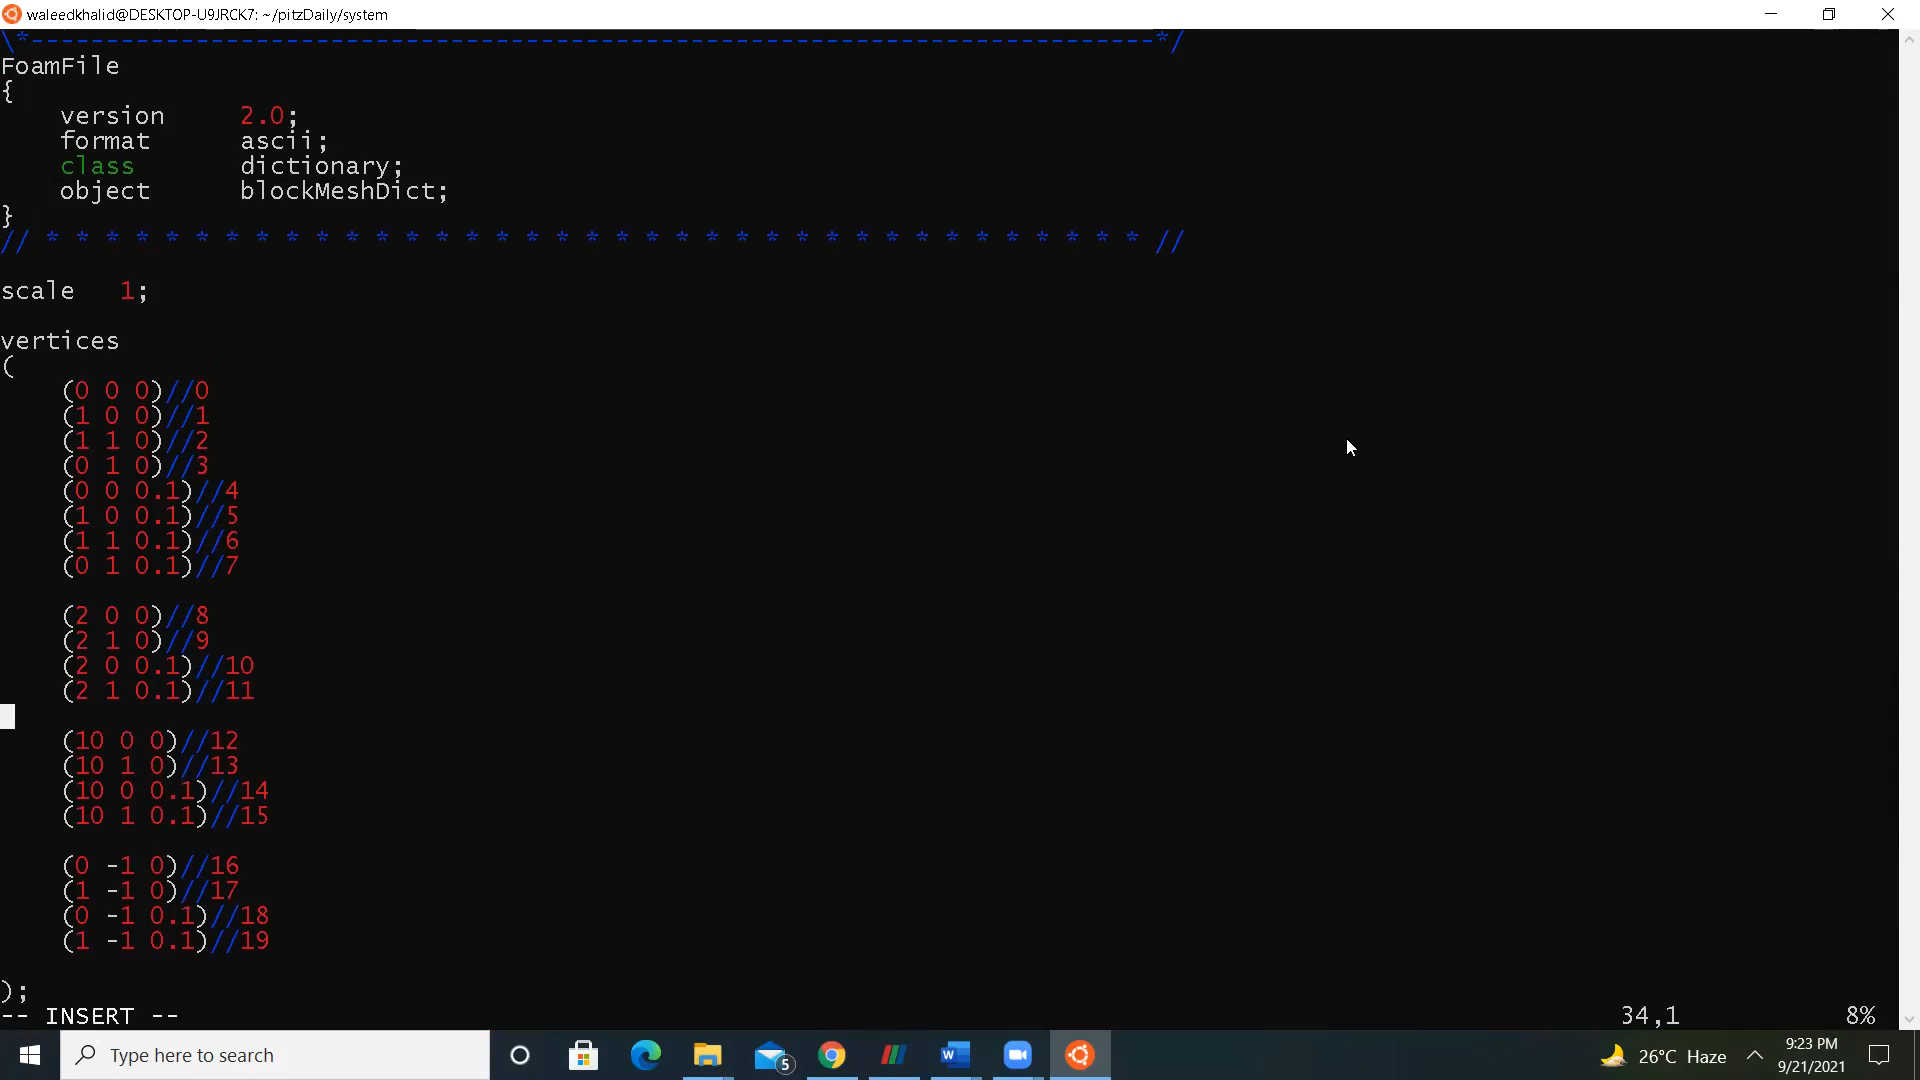 waleedkhalid@DESKTOP-U9JRCK7: ~/pitzDaily/system
\*---------------------------------------------------------------------------*/
FoamFile
{
    version     2.0;
    format      ascii;
    class       dictionary;
    object      blockMeshDict;
}
// * * * * * * * * * * * * * * * * * * * * * * * * * * * * * * * * * * * * * //
scale   1;
vertices
(
    (0 0 0)//0
    (1 0 0)//1
    (1 1 0)//2
    (0 1 0)//3
    (0 0 0.1)//4
    (1 0 0.1)//5
    (1 1 0.1)//6
    (0 1 0.1)//7
    (2 0 0)//8
    (2 1 0)//9
    (2 0 0.1)//10
    (2 1 0.1)//11
    (10 0 0)//12
    (10 1 0)//13
    (10 0 0.1)//14
    (10 1 0.1)//15
    (0 -1 0)//16
    (1 -1 0)//17
    (0 -1 0.1)//18
    (1 -1 0.1)//19
);
-- INSERT -- 34,1 8%
Type here to search
5
W
26°C Haze
9:23 PM
9/21/2021